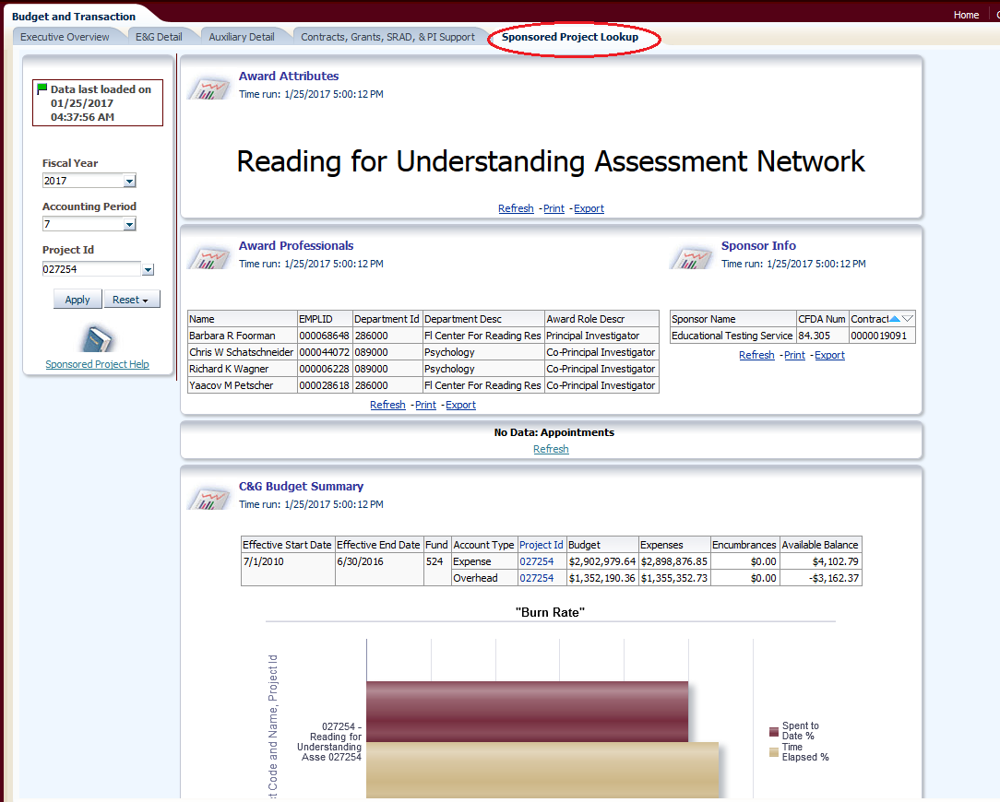 Budget and Transaction
Home
Executive Overview E&G Detail Auxiliary Detail Contracts, Grants, SRAD, & PI Support Sponsored Project Lookup
Data last loaded on
01/25/2017
04:37:56 AM
Fiscal Year
2017
Accounting Period
7
Project Id
027254
Apply Reset
Sponsored Project Help
Award Attributes
Time run: 1/25/2017 5:00:12 PM
Reading for Understanding Assessment Network
Refresh - Print - Export
Award Professionals
Time run: 1/25/2017 5:00:12 PM
Name EMPLID Department Id Department Desc Award Role Descr
Barbara R Foorman 000068648 286000 Fl Center For Reading Res Principal Investigator
Chris W Schatschneider 000044072 089000 Psychology Co-Principal Investigator
Richard K Wagner 000006228 089000 Psychology Co-Principal Investigator
Yaacov M Petscher 000028618 286000 Fl Center For Reading Res Co-Principal Investigator
Refresh - Print - Export
Sponsor Info
Time run: 1/25/2017 5:00:12 PM
Sponsor Name CFDA Num Contract
Educational Testing Service 84.305 0000019091
Refresh - Print - Export
No Data: Appointments
Refresh
C&G Budget Summary
Time run: 1/25/2017 5:00:12 PM
Effective Start Date Effective End Date Fund Account Type Project Id Budget Expenses Encumbrances Available Balance
7/1/2010 6/30/2016 524 Expense 027254 $2,902,979.64 $2,898,876.85 $0.00 $4,102.79
Overhead 027254 $1,352,190.36 $1,355,352.73 $0.00 -$3,162.37
"Burn Rate"
Code and Name, Project Id
027254 -
Reading for
Understanding
Asse 027254
Spent to
Date %
Time
Elapsed %